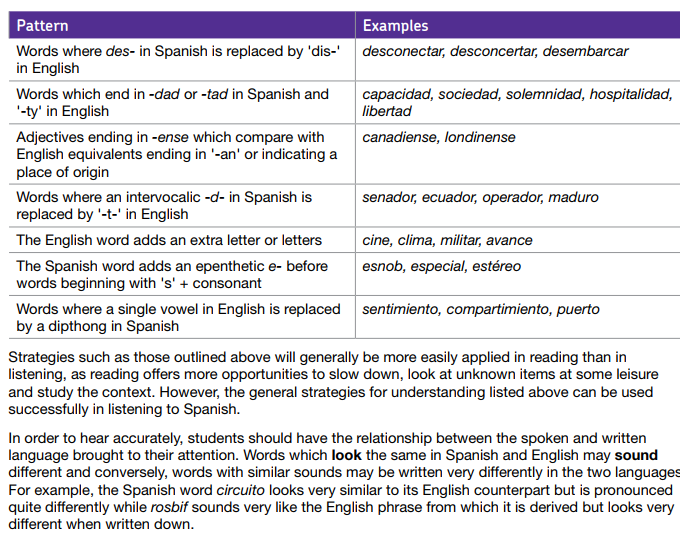 Pattern Examples
Words where des- in Spanish is replaced by 'dis-' desconectar, desconcertar, desembarcar
in English
Words which end in -dad or -tad in Spanish and capacidad, sociedad, solemnidad, hospitalidad,
'-ty' in English libertad
Adjectives ending in -ense which compare with canadiense, londinense
English equivalents ending in '-an' or indicating a
place of origin
Words where an intervocalic -d- in Spanish is senador, ecuador, operador, maduro
replaced by '-t-' in English
The English word adds an extra letter or letters cine, clima, militar, avance
The Spanish word adds an epenthetic e- before esnob, especial, estéreo
words beginning with 's' + consonant
Words where a single vowel in English is replaced sentimiento, compartimiento, puerto
by a dipthong in Spanish
Strategies such as those outlined above will generally be more easily applied in reading than in
listening, as reading offers more opportunities to slow down, look at unknown items at some leisure
and study the context. However, the general strategies for understanding listed above can be used
successfully in listening to Spanish.
In order to hear accurately, students should have the relationship between the spoken and written
language brought to their attention. Words which look the same in Spanish and English may sound
different and conversely, words with similar sounds may be written very differently in the two languages
For example, the Spanish word circuito looks very similar to its English counterpart but is pronounced
quite differently while rosbif sounds very like the English phrase from which it is derived but looks very
different when written down.